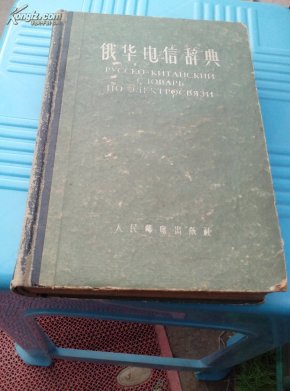 kongfz.com
俄华电信辞典
РУССКО-КИТАЙСКИЙ
СЛОВАРЬ
ПО ЭЛЕКТРОСВЯЗИ
人民邮电出版社